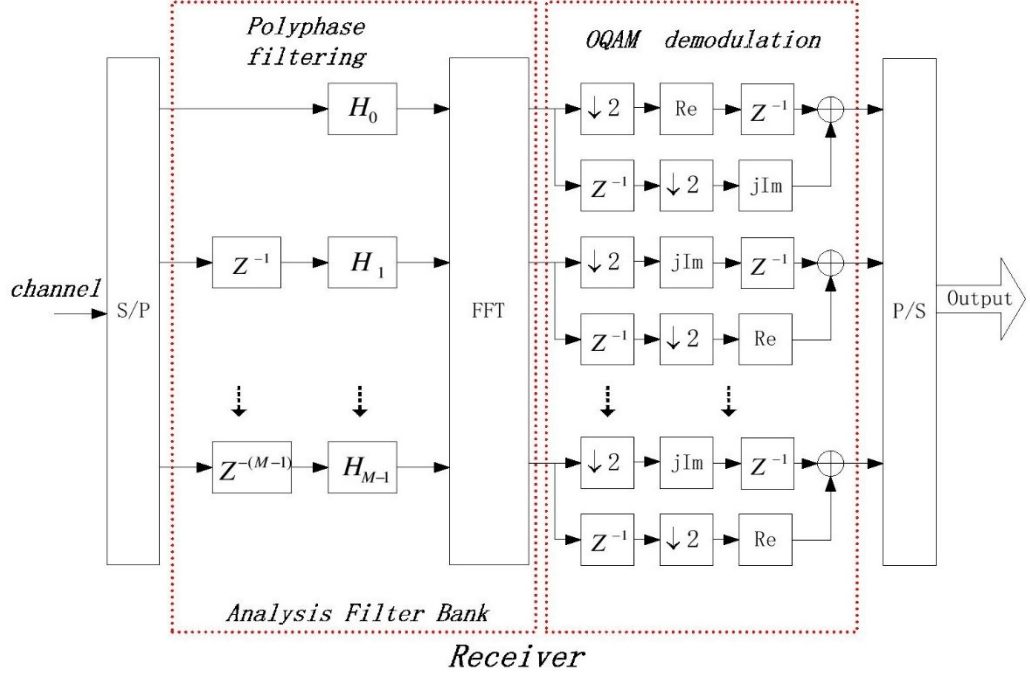 Polyphase
filtering
OQAM demodulation
H₀
↓2
Re
Z⁻¹
Z⁻¹
↓2
jIm
Z⁻¹
H₁
↓2
jIm
Z⁻¹
channel
S/P
FFT
P/S
Output
Z⁻¹
↓2
Re
Z⁻⁽ᴹ⁻¹⁾
H_{M-1}
↓2
jIm
Z⁻¹
Z⁻¹
↓2
Re
Analysis Filter Bank
Receiver